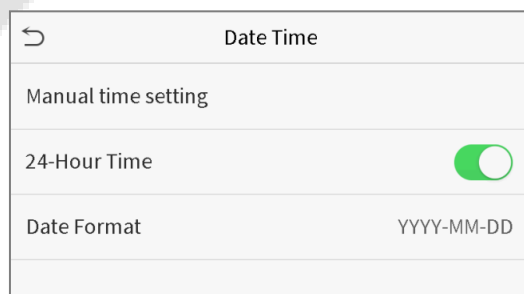 Date Time
Manual time setting
24-Hour Time
Date Format YYYY-MM-DD